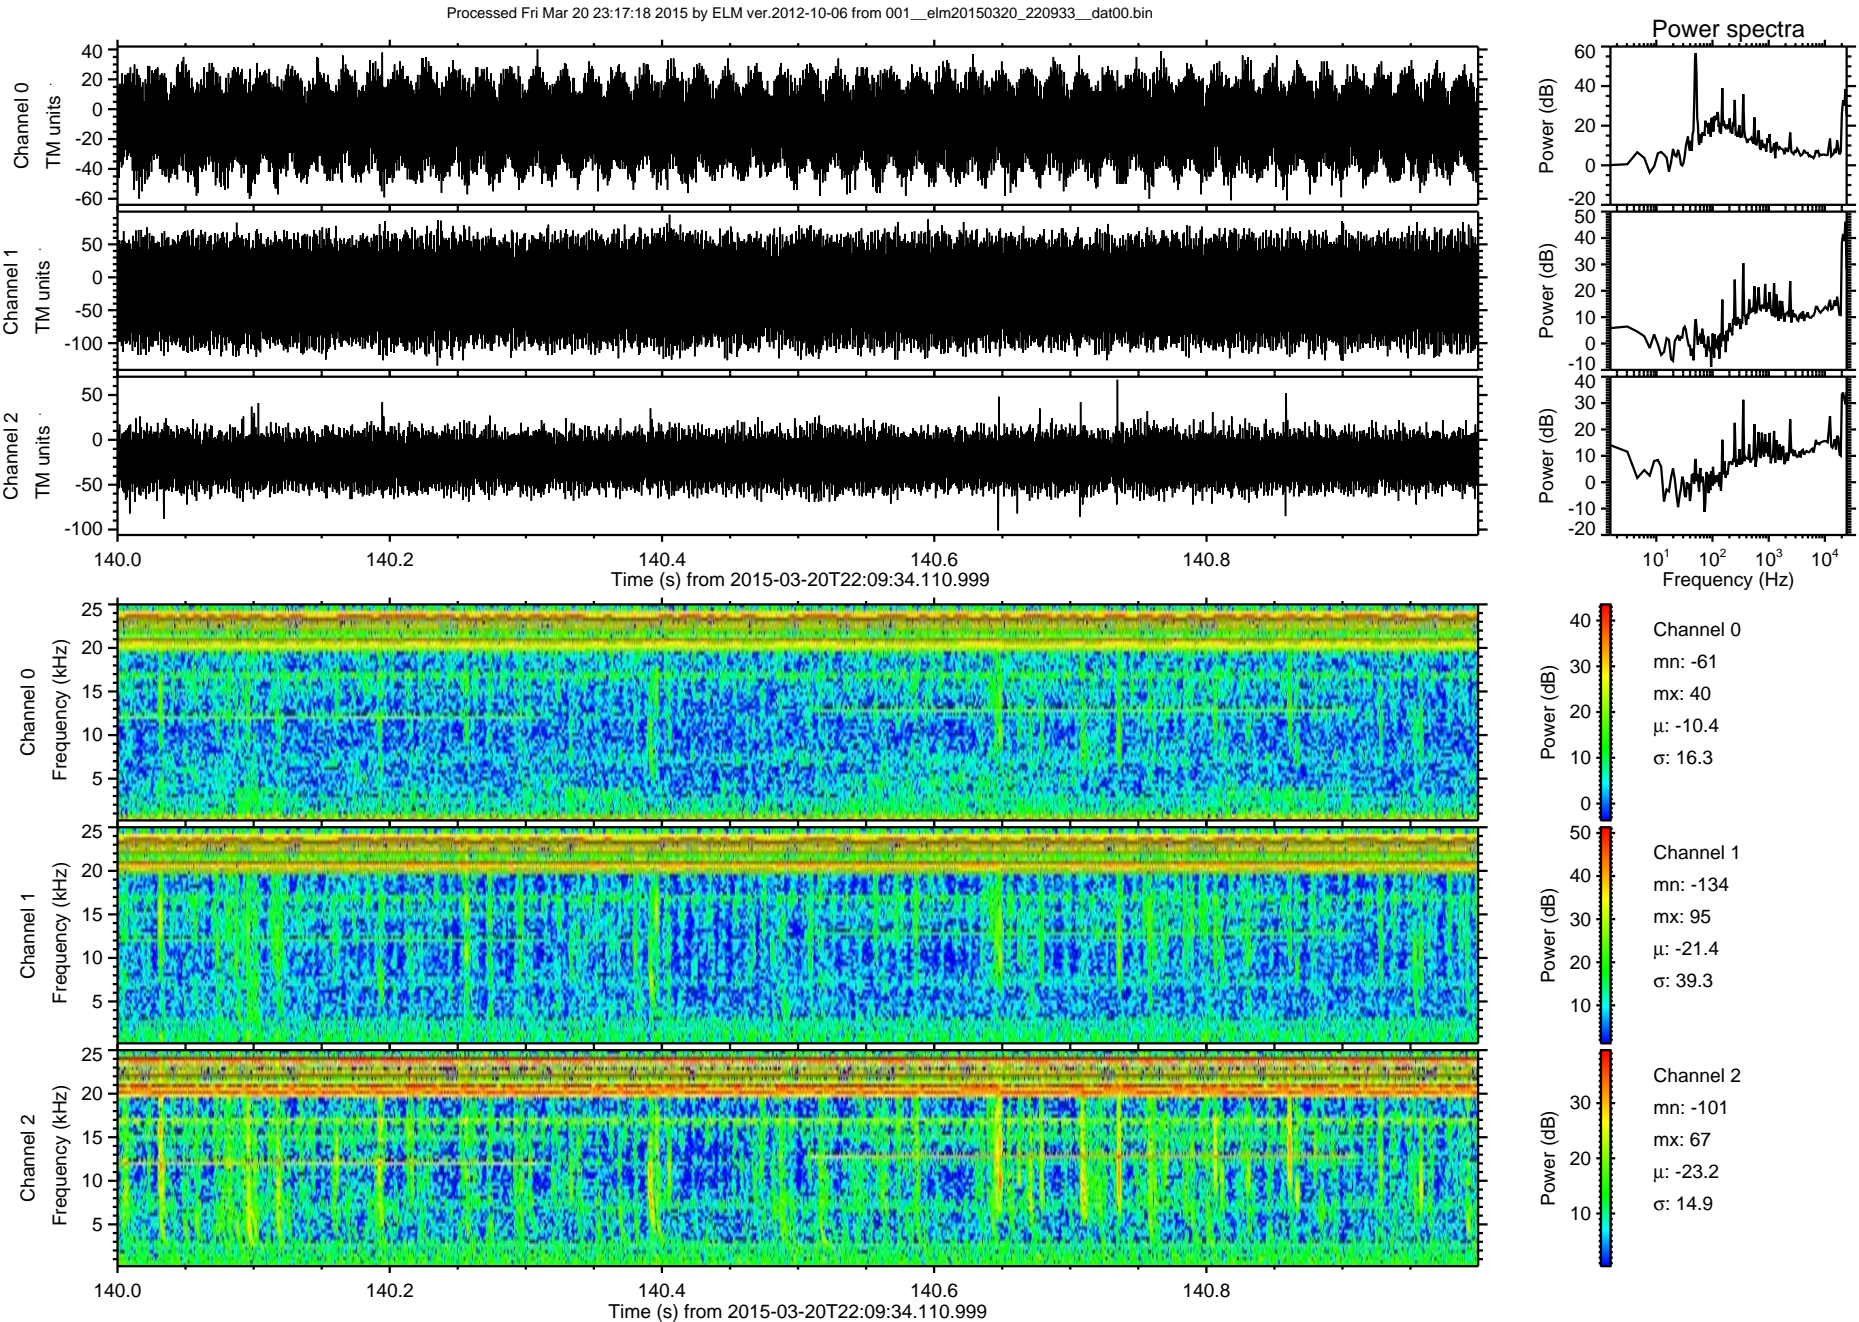 Processed Fri Mar 20 23:17:18 2015 by ELM ver.2012-10-06 from 001__elm20150320_220933__dat00.bin
Power spectra
Channel 0
TM units
40
20
0
-20
-40
-60
Power (dB)
60
40
20
0
-20
Channel 1
TM units
50
0
-50
-100
Power (dB)
50
40
30
20
10
0
-10
Channel 2
TM units
50
0
-50
-100
Power (dB)
40
30
20
10
0
-10
-20
140.0 140.2 140.4 140.6 140.8
Time (s) from 2015-03-20T22:09:34.110.999
10^1 10^2 10^3 10^4
Frequency (Hz)
Channel 0
Frequency (kHz)
25
20
15
10
5
Power (dB)
40
30
20
10
0
Channel 0
mn: -61
mx: 40
μ: -10.4
σ: 16.3
Channel 1
Frequency (kHz)
25
20
15
10
5
Power (dB)
50
40
30
20
10
Channel 1
mn: -134
mx: 95
μ: -21.4
σ: 39.3
Channel 2
Frequency (kHz)
25
20
15
10
5
Power (dB)
30
20
10
Channel 2
mn: -101
mx: 67
μ: -23.2
σ: 14.9
140.0 140.2 140.4 140.6 140.8
Time (s) from 2015-03-20T22:09:34.110.999